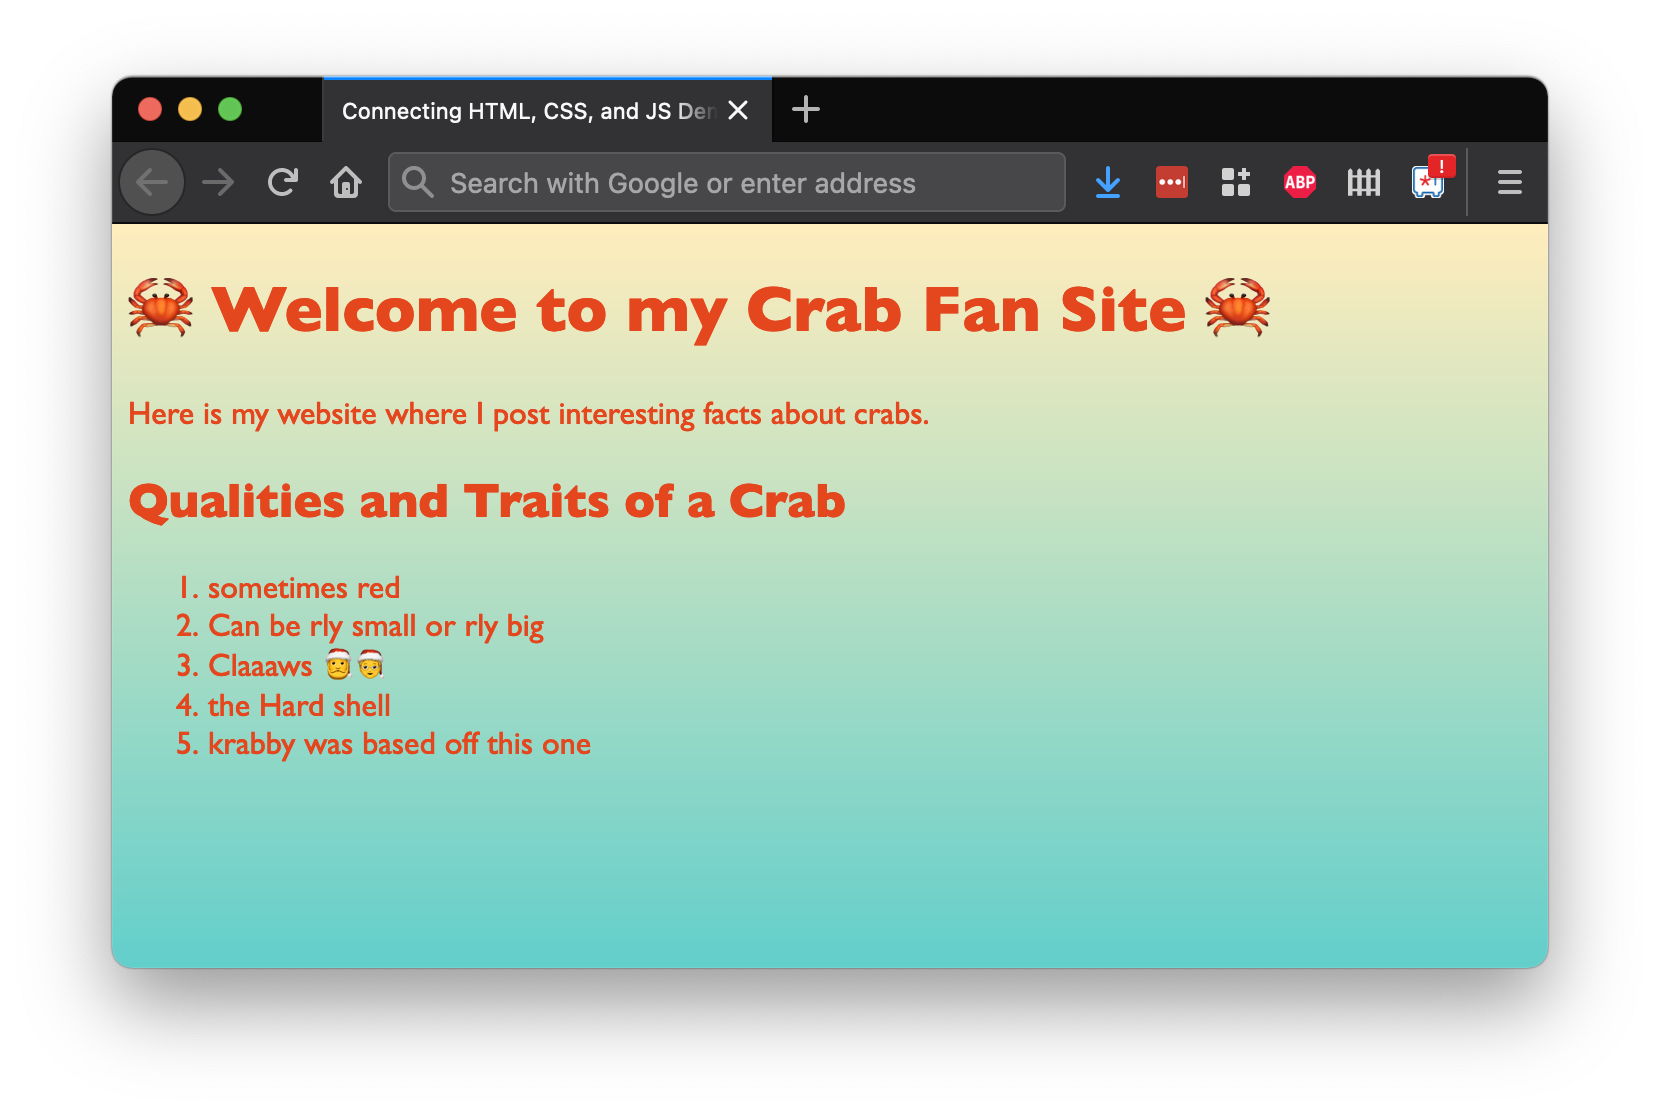 Connecting HTML, CSS, and JS Den
Search with Google or enter address
ABP
!
🦀 Welcome to my Crab Fan Site 🦀
Here is my website where I post interesting facts about crabs.
Qualities and Traits of a Crab
1. sometimes red
2. Can be rly small or rly big
3. Claaaws 🎅🤶
4. the Hard shell
5. krabby was based off this one